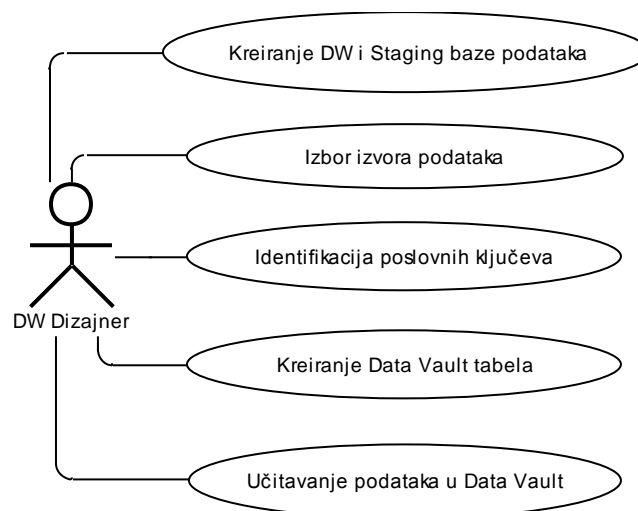 Kreiranje DW i Staging baze podataka
Izbor izvora podataka
Identifikacija poslovnih ključeva
DW Dizajner
Kreiranje Data Vault tabela
Učitavanje podataka u Data Vault